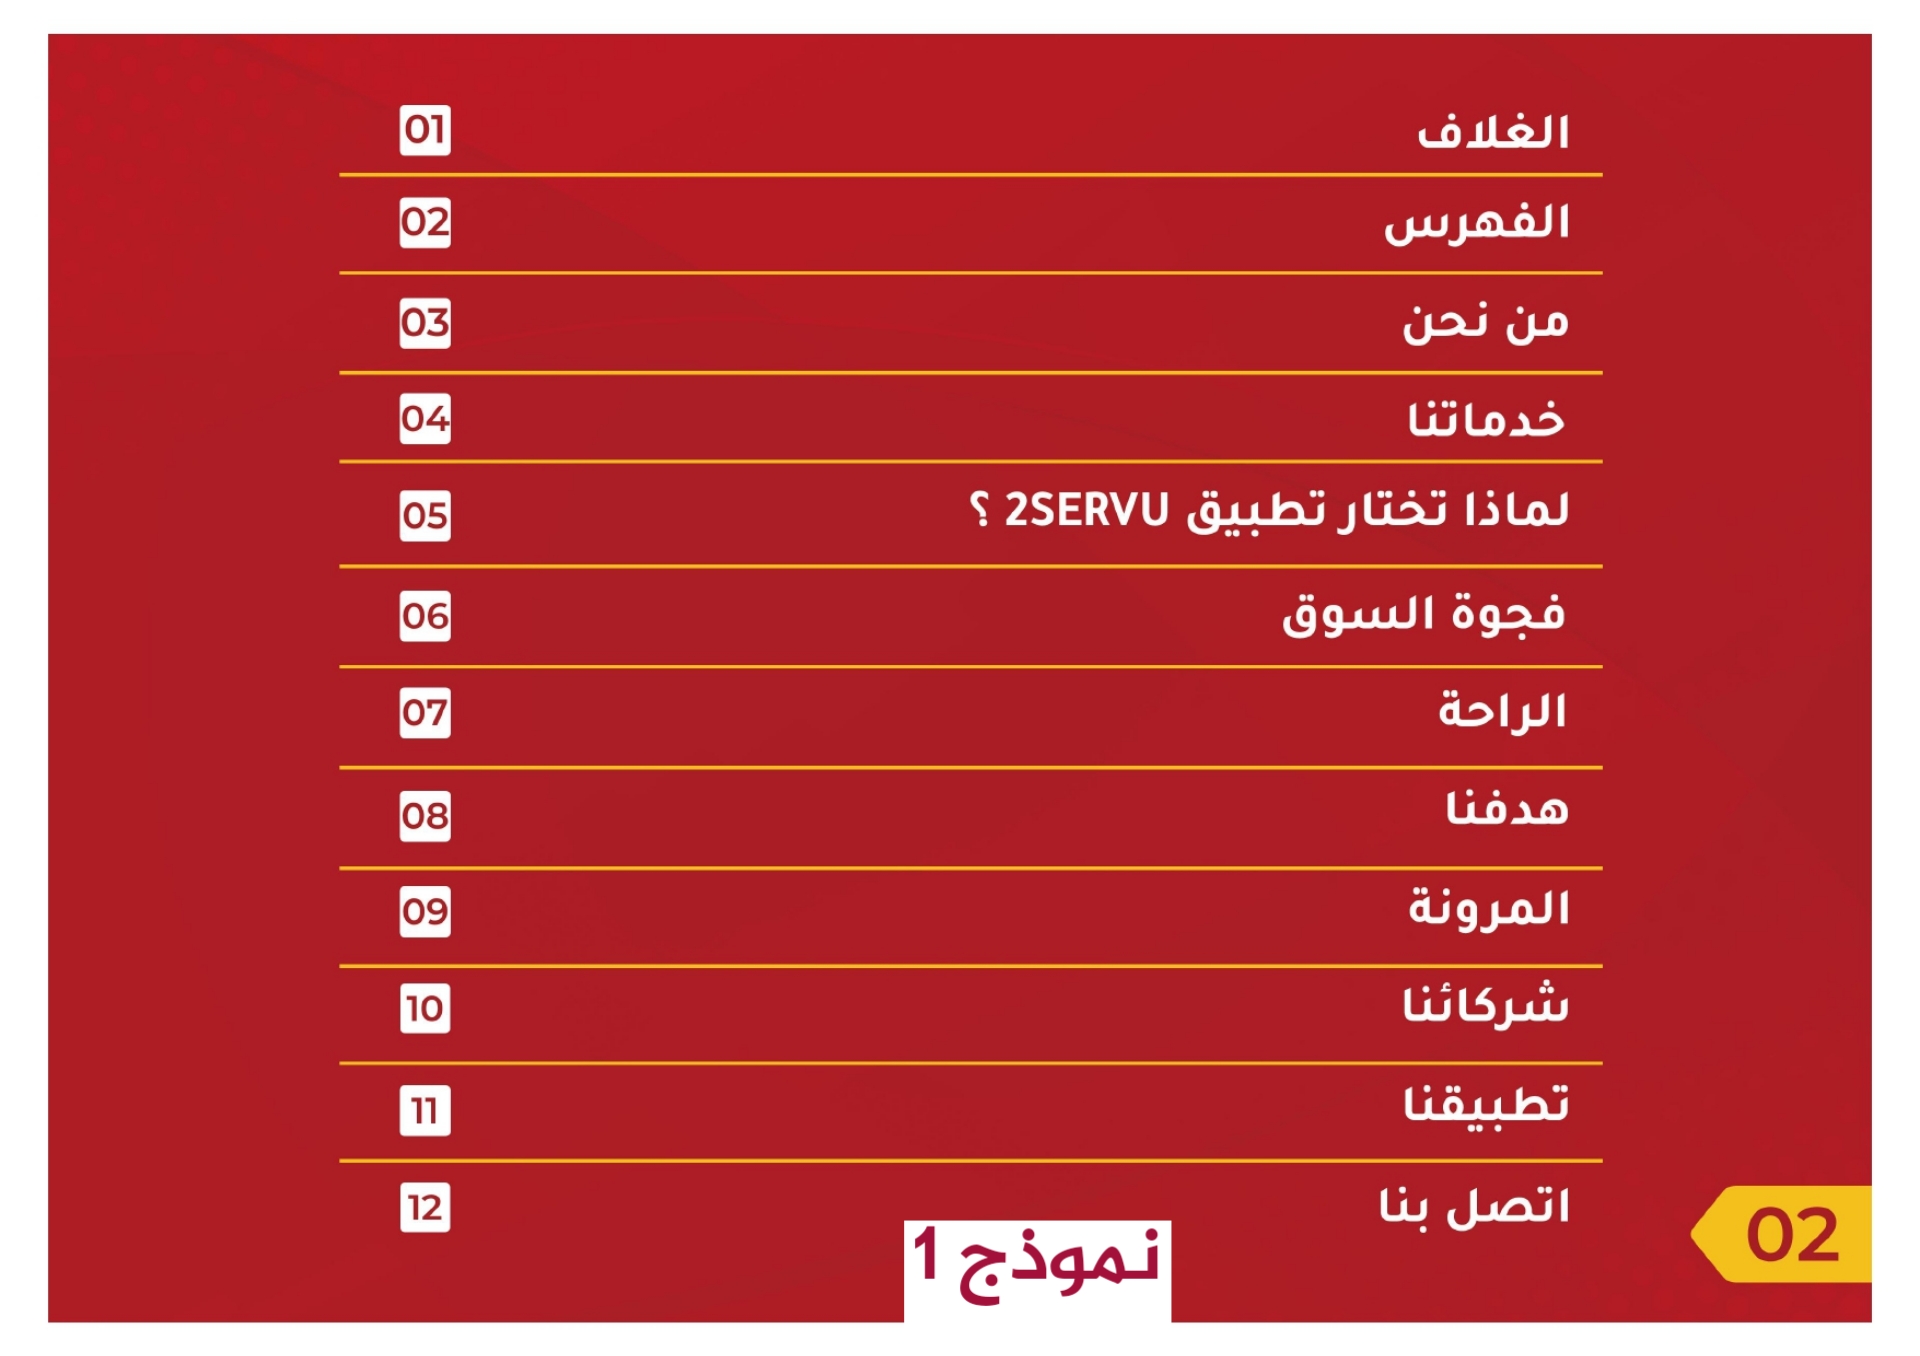 الغلاف 01
الفهرس 02
من نحن 03
خدماتنا 04
لماذا تختار تطبيق 2SERVU ؟ 05
فجوة السوق 06
الراحة 07
هدفنا 08
المرونة 09
شركائنا 10
تطبيقنا 11
اتصل بنا 12
02
نموذج 1